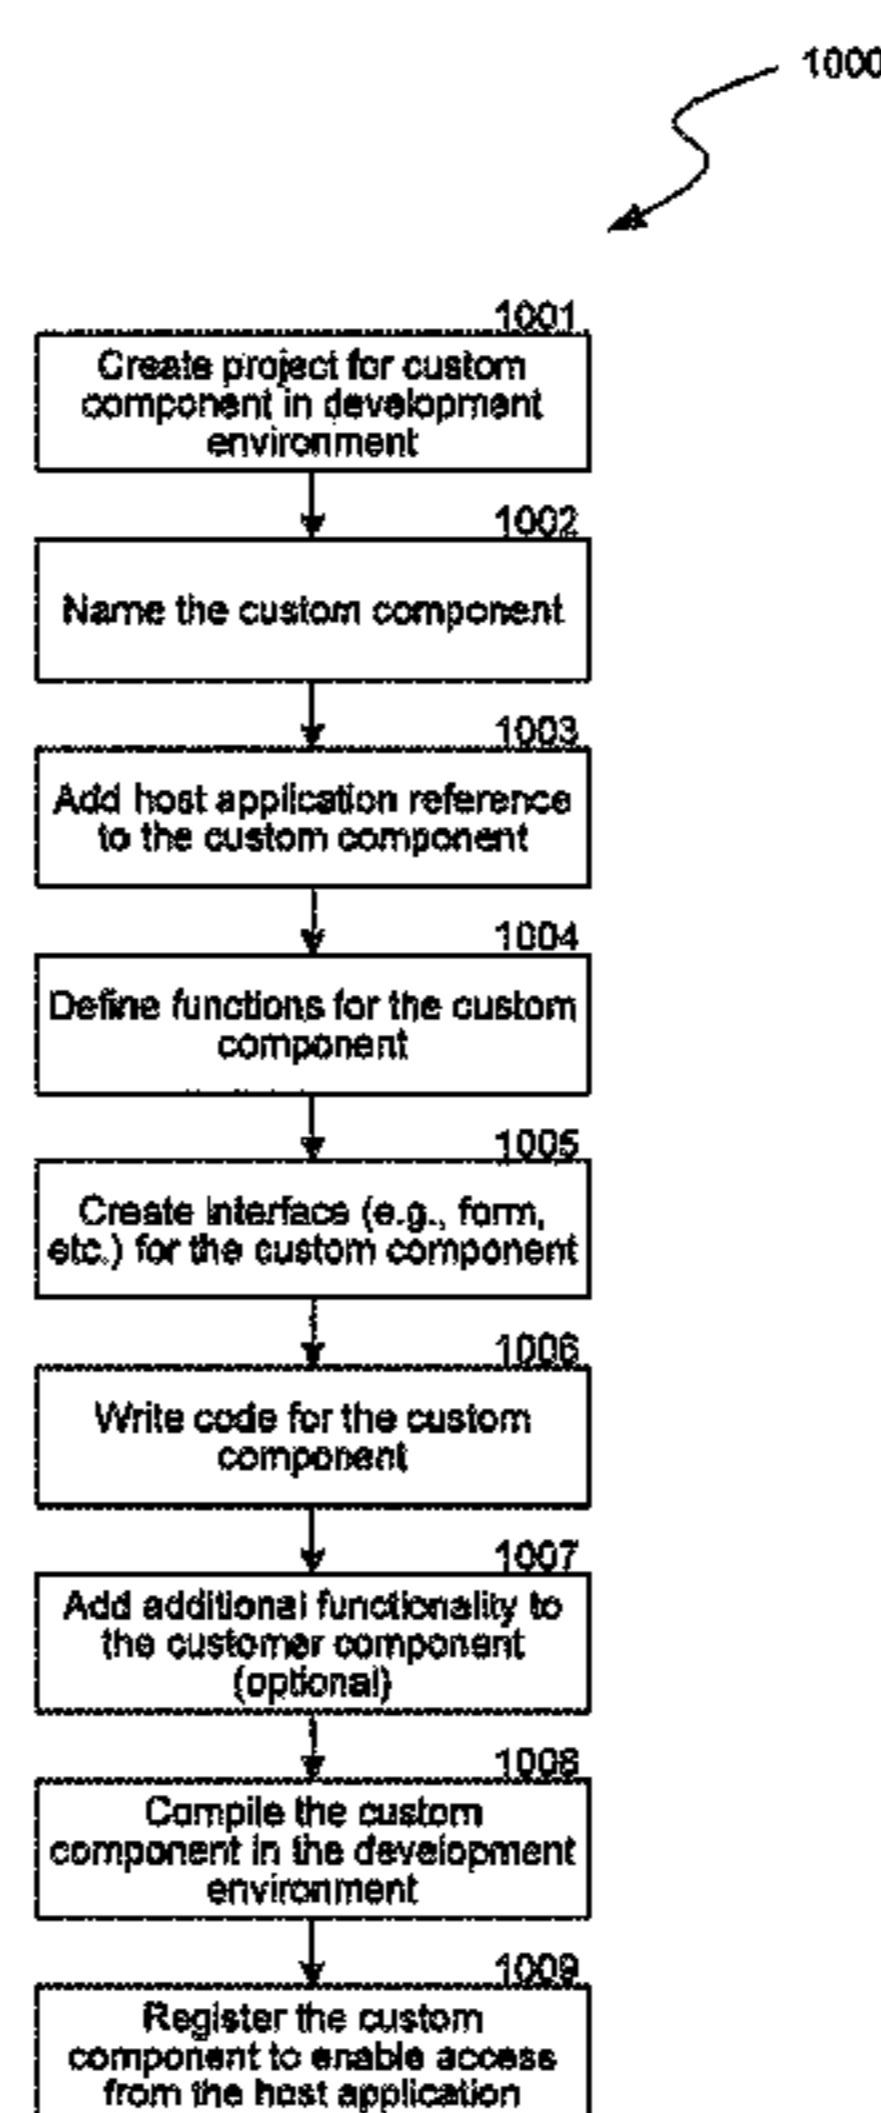 1000
1001
Create project for custom
component in development
environment
1002
Name the custom component
1003
Add host application reference
to the custom component
1004
Define functions for the custom
component
1005
Create interface (e.g., form,
etc.) for the custom component
1006
Write code for the custom
component
1007
Add additional functionality to
the customer component
(optional)
1008
Compile the custom
component in the development
environment
1009
Register the custom
component to enable access
from the host application